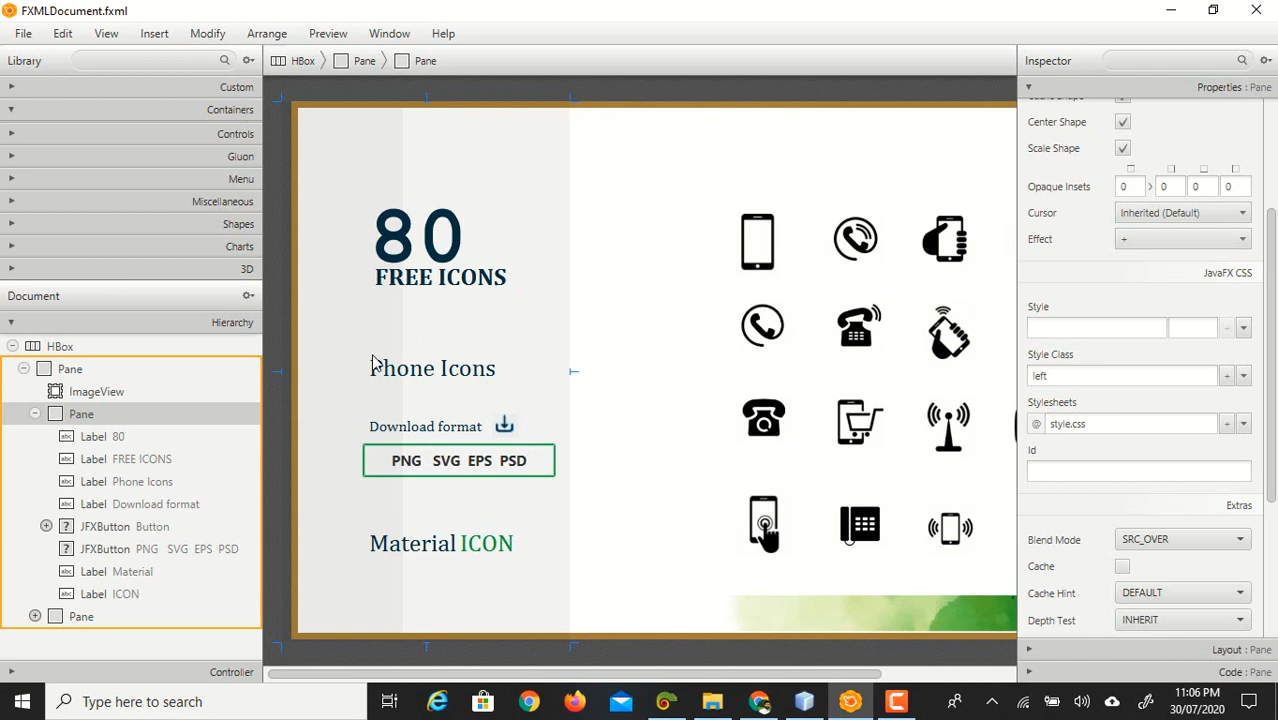 FXMLDocument.fxml
File Edit View Insert Modify Arrange Preview Window Help
Library
HBox Pane Pane
Inspector
Custom
Containers
Controls
Gluon
Menu
Miscellaneous
Shapes
Charts
3D
Document
Hierarchy
HBox
Pane
ImageView
Pane
abc Label 80
abc Label FREE ICONS
abc Label Phone Icons
abc Label Download format
? JFXButton Button
? JFXButton PNG SVG EPS PSD
abc Label Material
abc Label ICON
Pane
Controller
80
FREE ICONS
Phone Icons
Download format
PNG SVG EPS PSD
Material ICON
Properties : Pane
Center Shape
Scale Shape
Opaque Insets 0 0 0 0
Cursor Inherited (Default)
Effect +
JavaFX CSS
Style
Style Class
left
Stylesheets
@ style.css
Id
Extras
Blend Mode SRC_OVER
Cache
Cache Hint DEFAULT
Depth Test INHERIT
Layout : Pane
Code : Pane
Type here to search
11:06 PM
30/07/2020